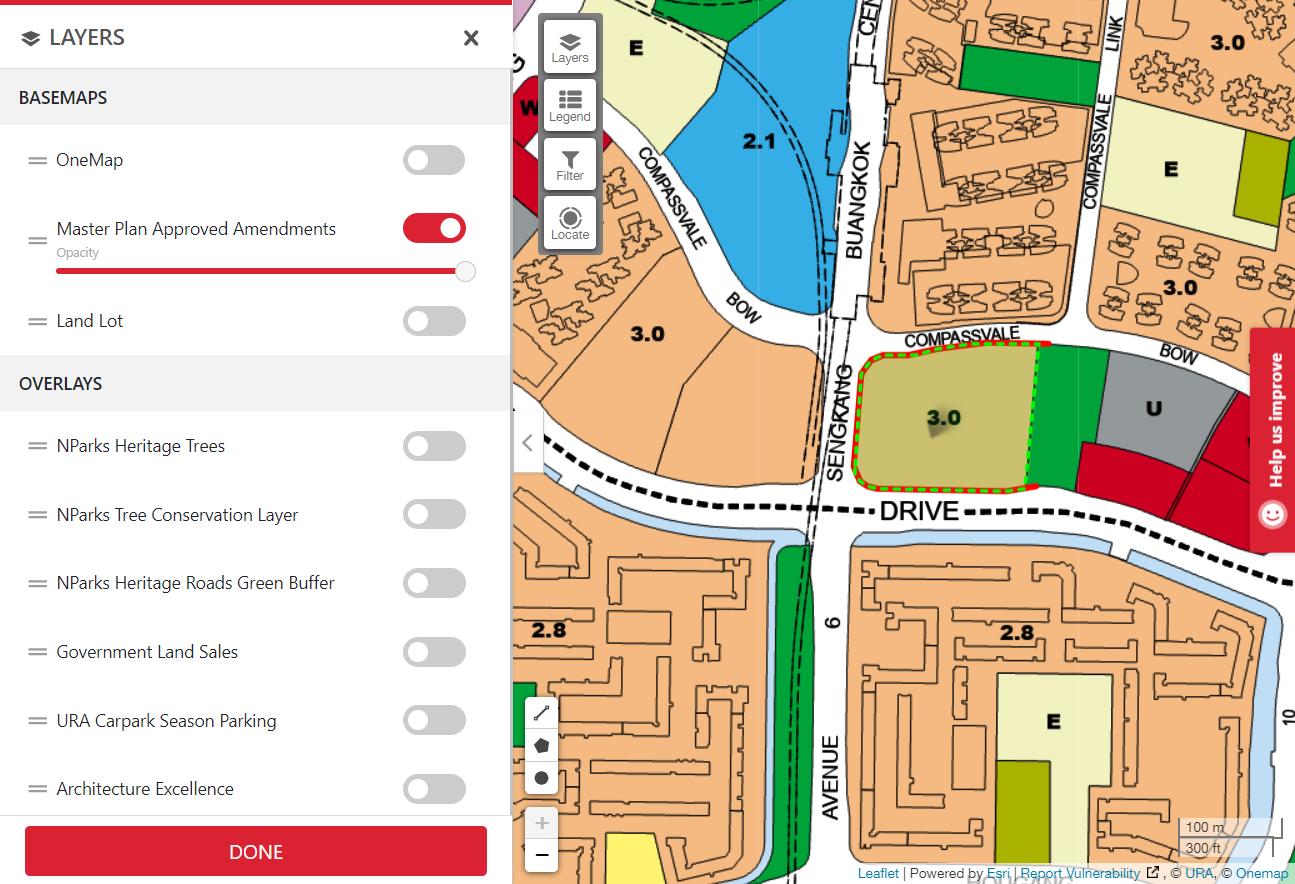 LAYERS
BASEMAPS
OneMap
Master Plan Approved Amendments
Opacity
Land Lot
OVERLAYS
NParks Heritage Trees
NParks Tree Conservation Layer
NParks Heritage Roads Green Buffer
Government Land Sales
URA Carpark Season Parking
Architecture Excellence
DONE
Layers
Legend
Filter
Locate
E
W
2.1
CEN
LINK
3.0
COMPASSVALE
E
BUANGKOK
COMPASSVALE
BOW
3.0
3.0
COMPASSVALE
BOW
SENGKANG
3.0
U
Help us improve
DRIVE
2.8
6
2.8
E
10
AVENUE
+
−
100 m
300 ft
HOUGANG
Leaflet | Powered by Esri | Report Vulnerability , © URA, © Onemap